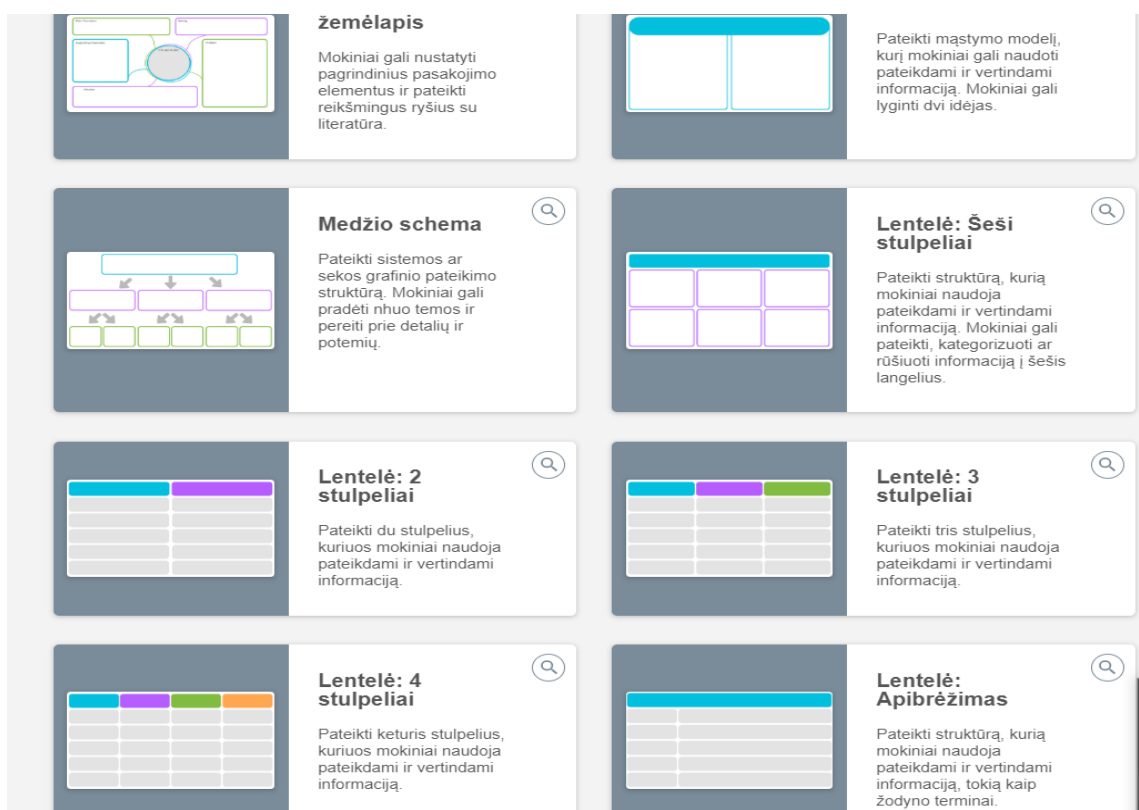 žemėlapis
Mokiniai gali nustatyti
pagrindinius pasakojimo
elementus ir pateikti
reikšmingus ryšius su
literatūra.
Pateikti mąstymo modelį,
kurį mokiniai gali naudoti
pateikdami ir vertindami
informaciją. Mokiniai gali
lyginti dvi idėjas.
Medžio schema
Pateikti sistemos ar
sekos grafinio pateikimo
struktūrą. Mokiniai gali
pradėti nhuo temos ir
pereiti prie detalių ir
potemių.
Lentelė: Šeši
stulpeliai
Pateikti struktūrą, kurią
mokiniai naudoja
pateikdami ir vertindami
informaciją. Mokiniai gali
pateikti, kategorizuoti ar
rūšiuoti informaciją į šešis
langelius.
Lentelė: 2
stulpeliai
Pateikti du stulpelius,
kuriuos mokiniai naudoja
pateikdami ir vertindami
informaciją.
Lentelė: 3
stulpeliai
Pateikti tris stulpelius,
kuriuos mokiniai naudoja
pateikdami ir vertindami
informaciją.
Lentelė: 4
stulpeliai
Pateikti keturis stulpelius,
kuriuos mokiniai naudoja
pateikdami ir vertindami
informaciją.
Lentelė:
Apibrėžimas
Pateikti struktūrą, kurią
mokiniai naudoja
pateikdami ir vertindami
informaciją, tokią kaip
žodyno terminai.